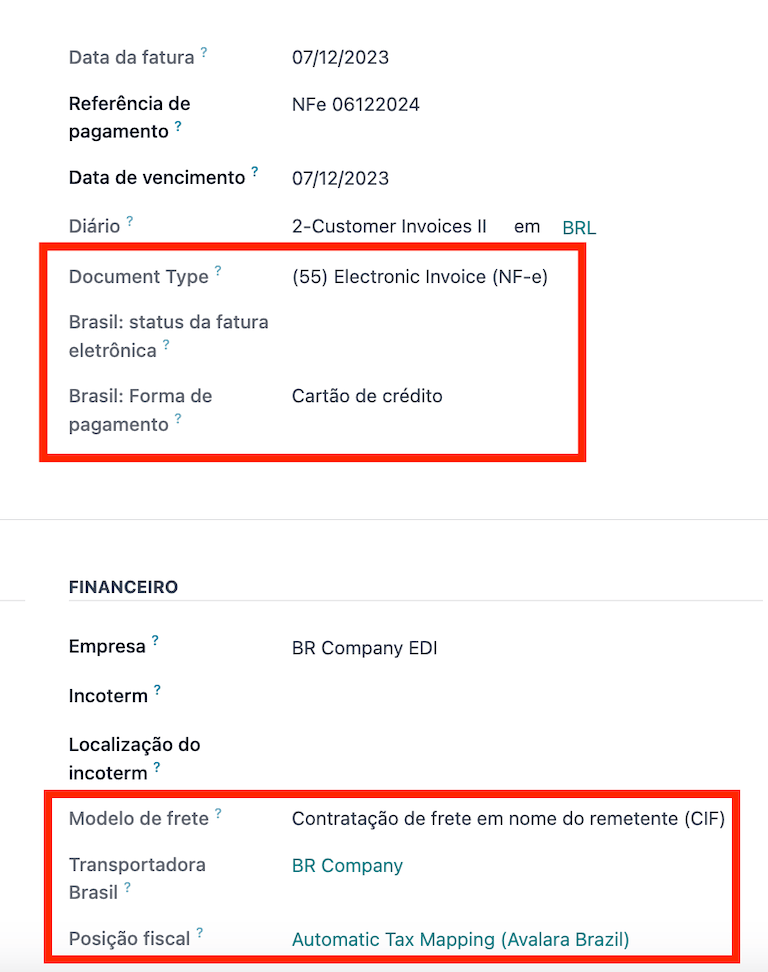 Data da fatura ? 07/12/2023
Referência de
pagamento ? NFe 06122024
Data de vencimento ? 07/12/2023
Diário ? 2-Customer Invoices II em BRL
Document Type ? (55) Electronic Invoice (NF-e)
Brasil: status da fatura
eletrônica ?
Brasil: Forma de
pagamento ? Cartão de crédito
FINANCEIRO
Empresa ? BR Company EDI
Incoterm ?
Localização do
incoterm ?
Modelo de frete ? Contratação de frete em nome do remetente (CIF)
Transportadora
Brasil ? BR Company
Posição fiscal ? Automatic Tax Mapping (Avalara Brazil)